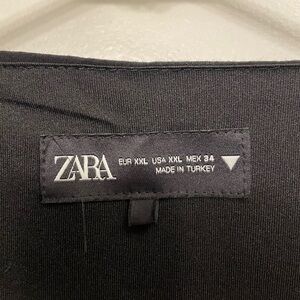 ZARA
EUR XXL USA XXL MEX 34
MADE IN TURKEY